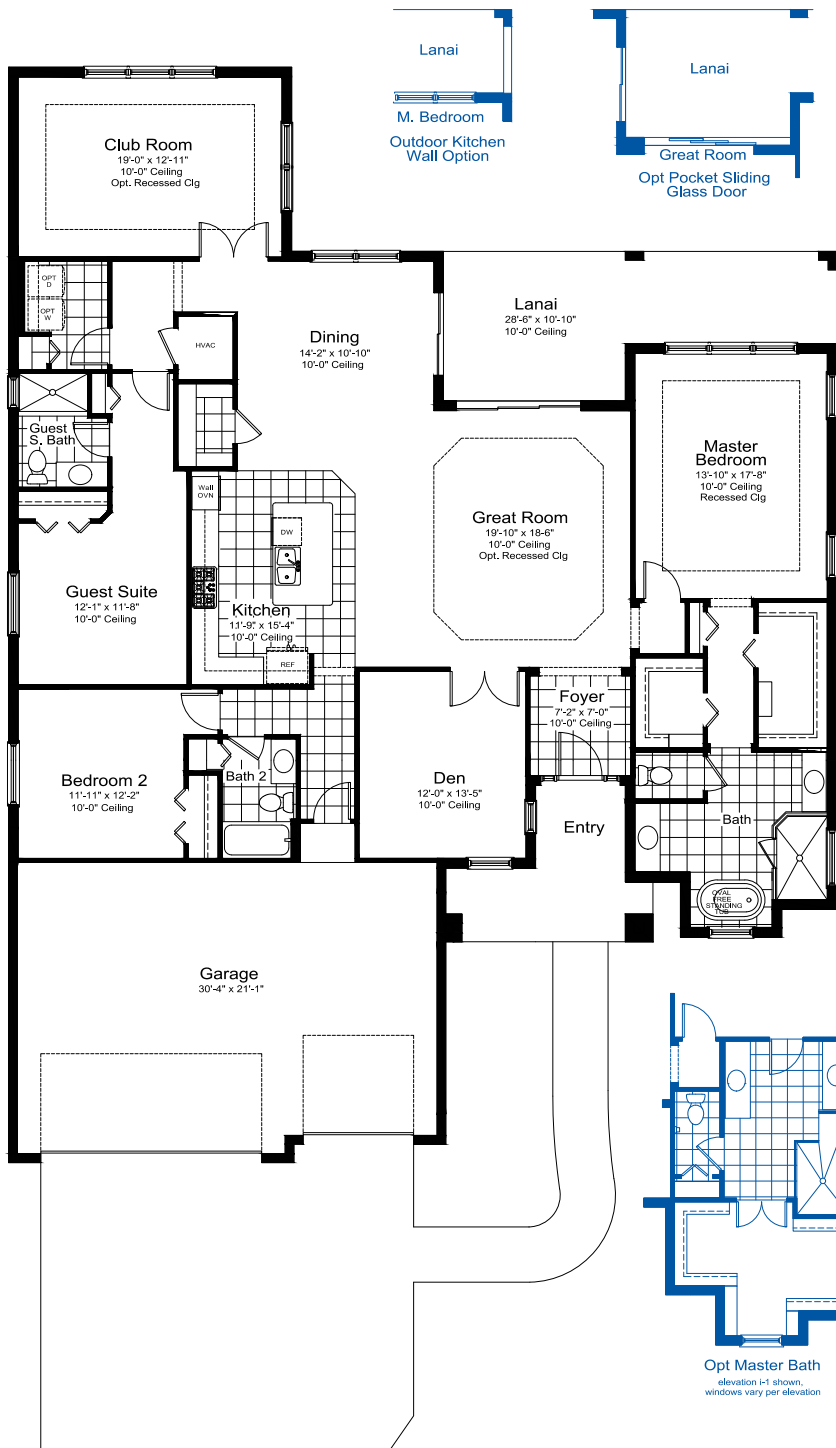 Lanai
M. Bedroom
Outdoor Kitchen
Wall Option
Lanai
Great Room
Opt Pocket Sliding
Glass Door
Club Room
19'-0" x 12'-11"
10'-0" Ceiling
Opt. Recessed Clg
OPT
D
OPT
W
HVAC
Dining
14'-2" x 10'-10"
10'-0" Ceiling
Lanai
28'-6" x 10'-10"
10'-0" Ceiling
Guest
S. Bath
Master
Bedroom
13'-10" x 17'-8"
10'-0" Ceiling
Recessed Clg
Wall
OVN
DW
Great Room
19'-10" x 18'-6"
10'-0" Ceiling
Opt. Recessed Clg
Guest Suite
12'-1" x 11'-8"
10'-0" Ceiling
Kitchen
11'-9" x 15'-4"
10'-0" Ceiling
REF
Foyer
7'-2" x 7'-0"
10'-0" Ceiling
Bedroom 2
11'-11" x 12'-2"
10'-0" Ceiling
Bath 2
Den
12'-0" x 13'-5"
10'-0" Ceiling
Entry
Bath
OVAL
FREE
STANDING
TUB
Garage
30'-4" x 21'-1"
Opt Master Bath
elevation i-1 shown,
windows vary per elevation